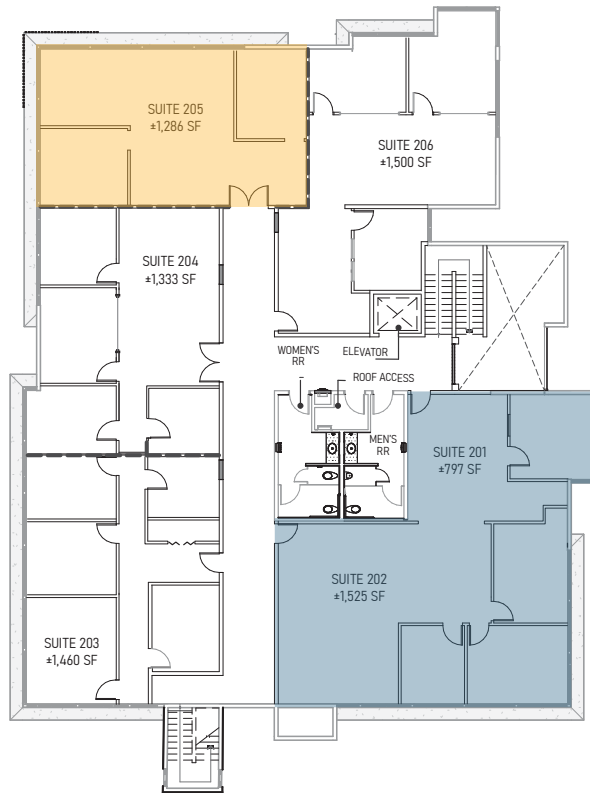 SUITE 205
±1,286 SF
SUITE 206
±1,500 SF
SUITE 204
±1,333 SF
WOMEN'S
RR
ELEVATOR
ROOF ACCESS
MEN'S
RR
SUITE 201
±797 SF
SUITE 202
±1,525 SF
SUITE 203
±1,460 SF